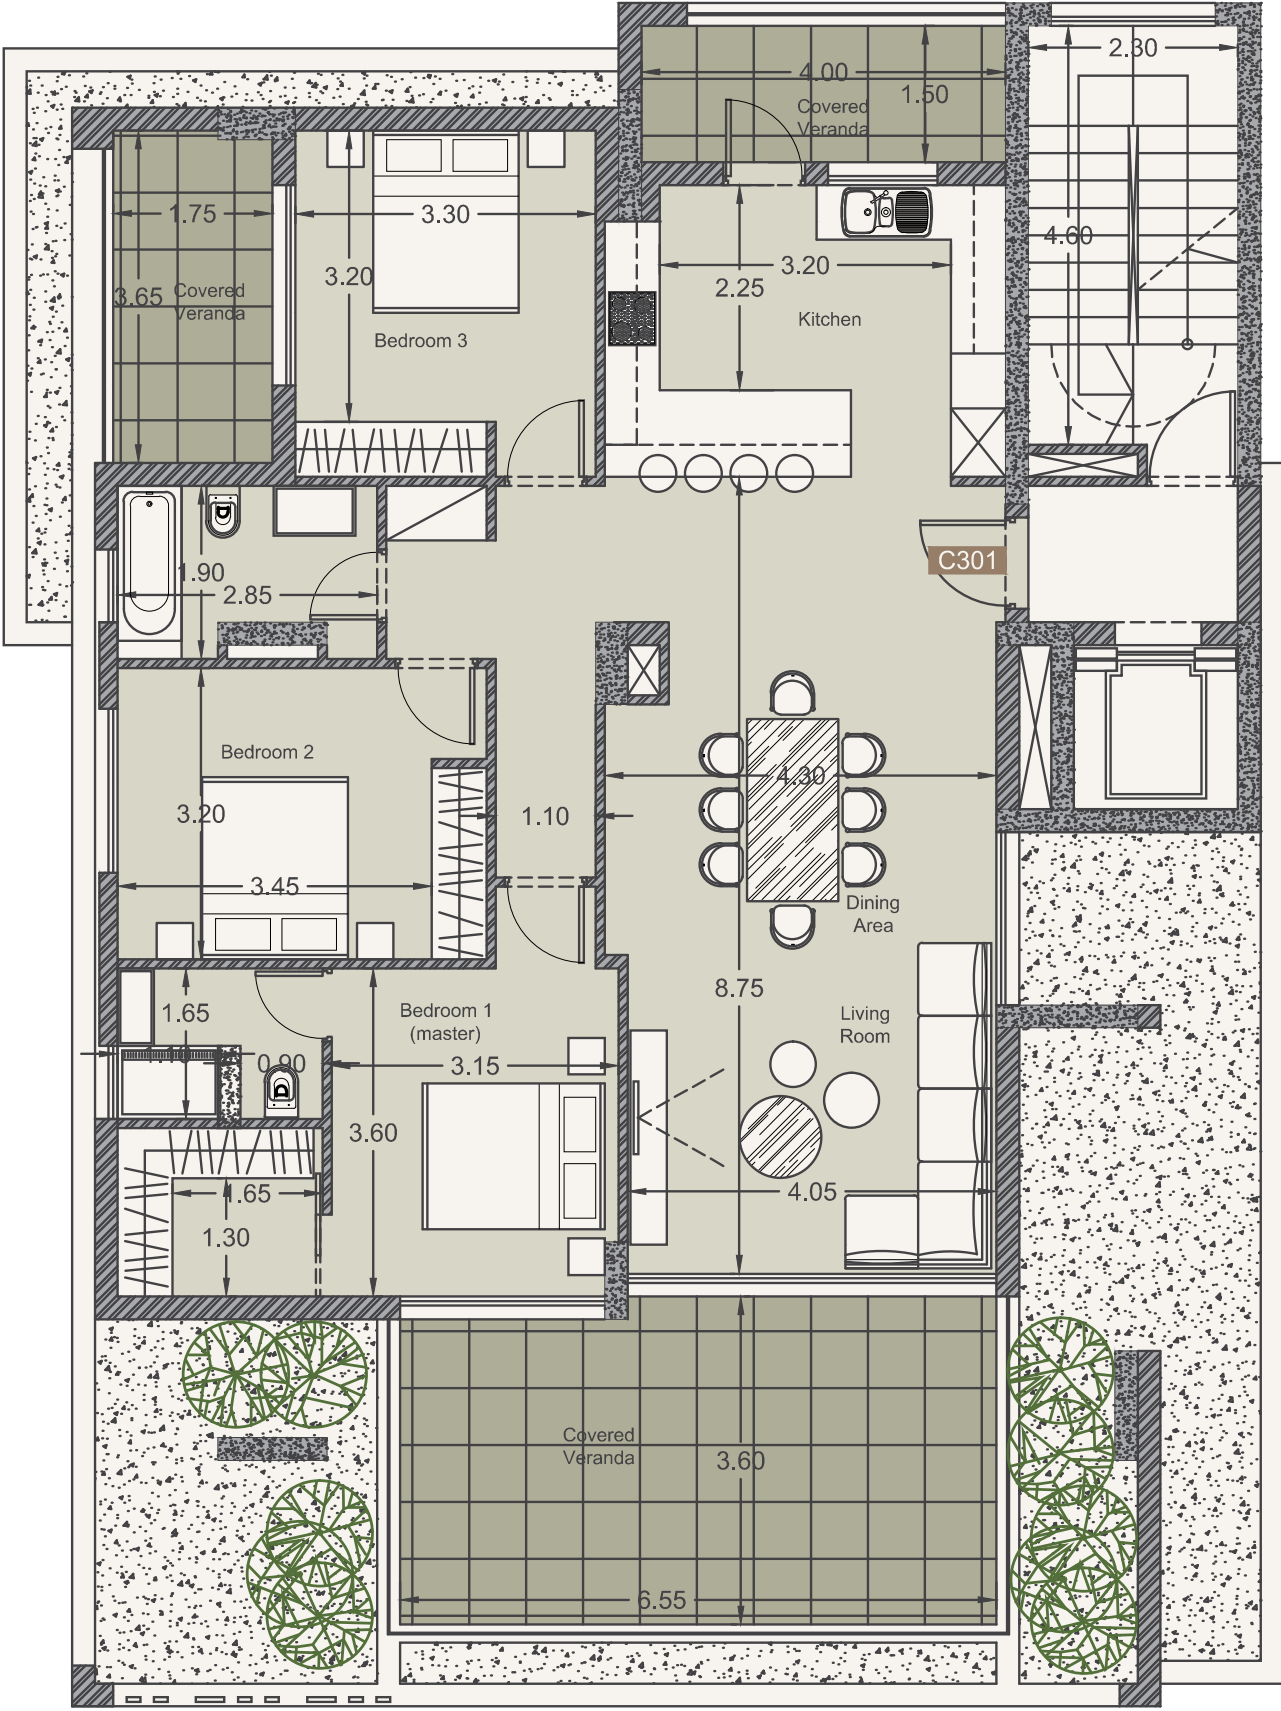 2.30
4.00
1.50
Covered
Veranda
1.75
3.30
4.60
3.20
3.20
2.25
3.65
Covered
Veranda
Kitchen
Bedroom 3
C301
1.90
2.85
Bedroom 2
4.30
3.20
1.10
3.45
Dining
Area
8.75
1.65
Bedroom 1
(master)
Living
Room
0.90
3.15
3.60
1.65
4.05
1.30
Covered
Veranda
3.60
6.55